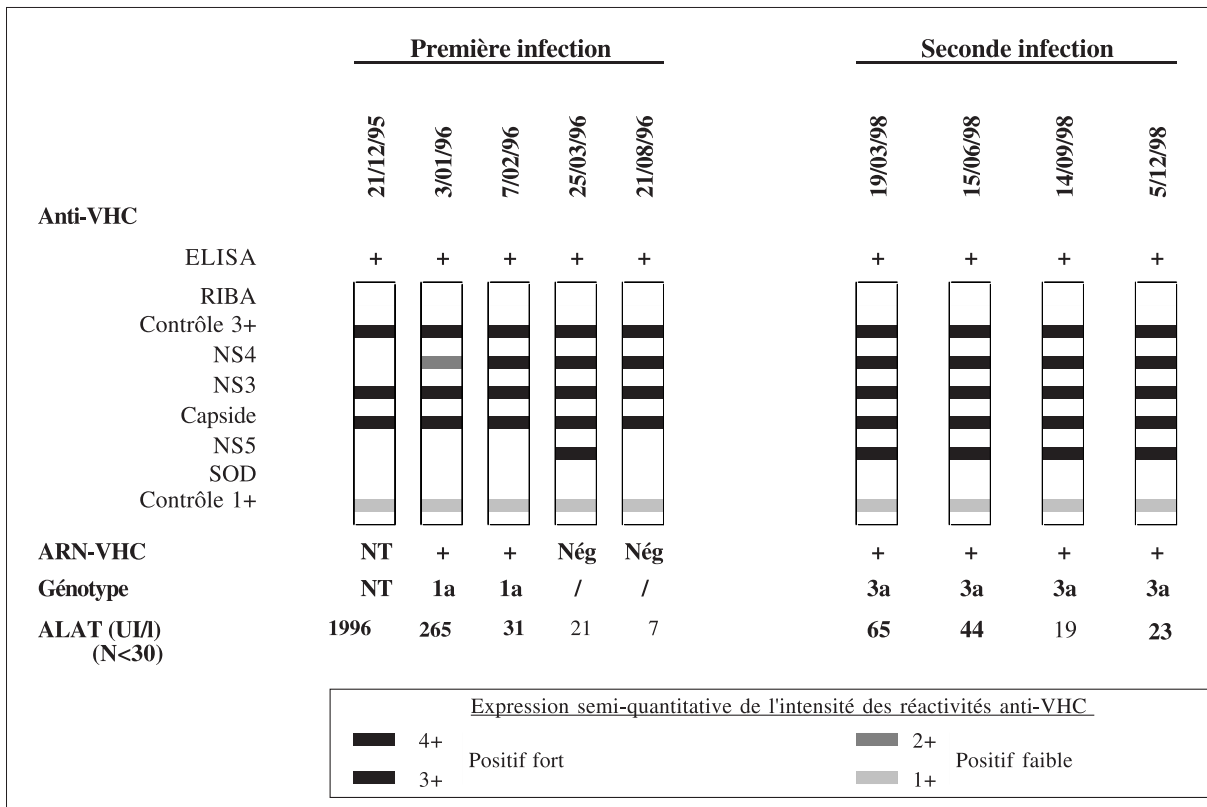 Première infection Seconde infection
21/12/95 3/01/96 7/02/96 25/03/96 21/08/96 19/03/98 15/06/98 14/09/98 5/12/98
Anti-VHC
ELISA + + + + + + + + +
RIBA
Contrôle 3+
NS4
NS3
Capside
NS5
SOD
Contrôle 1+
ARN-VHC NT + + Nég Nég + + + +
Génotype NT 1a 1a / / 3a 3a 3a 3a
ALAT (UI/l) 1996 265 31 21 7 65 44 19 23
(N<30)
Expression semi-quantitative de l'intensité des réactivités anti-VHC
4+ 2+
Positif fort Positif faible
3+ 1+